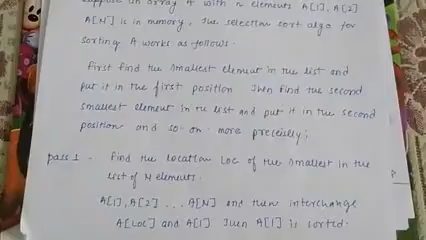 suppose an array A with n elements A[1], A[2]
A[N] is in memory. The selection sort algo for
sorting A works as follows.
First find the smallest element in the list and
put it in the first position Then find the second
smallest element in the list and put it in the second
position and so on. more precisely;
pass 1 - Find the location LOC of the smallest in the
list of N elements.
A[1], A[2] ... A[N] and then interchange
A[LOC] and A[1] Then A[1] is sorted.